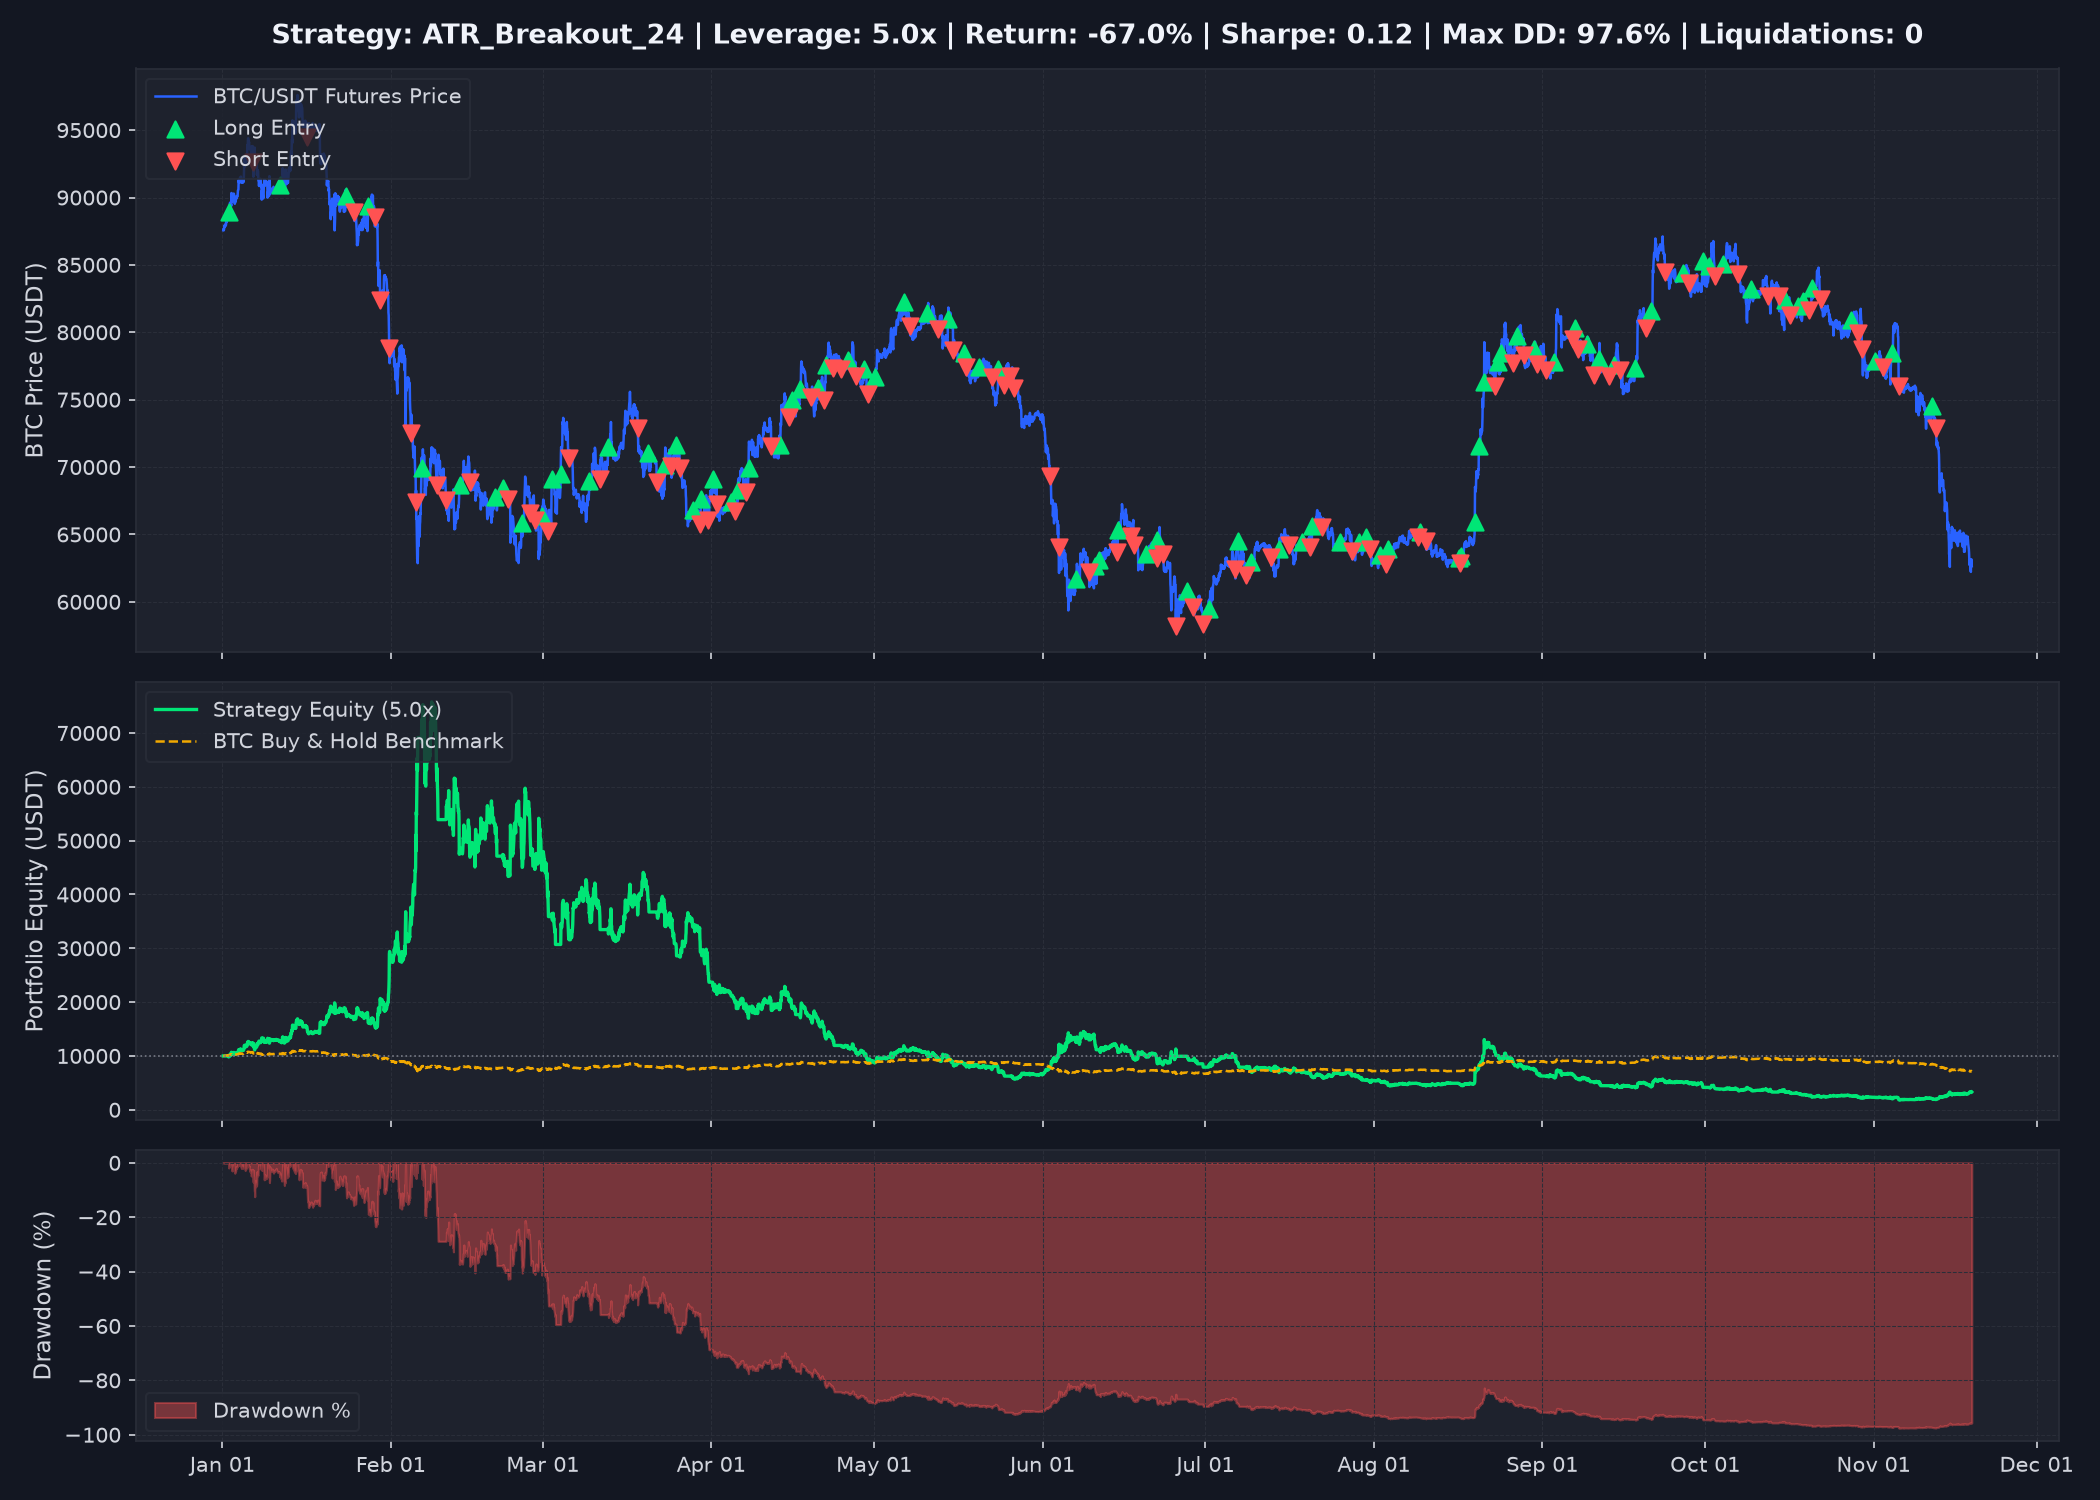 Strategy: ATR_Breakout_24 | Leverage: 5.0x | Return: -67.0% | Sharpe: 0.12 | Max DD: 97.6% | Liquidations: 0
BTC/USDT Futures Price
Long Entry
Short Entry
BTC Price (USDT)
95000
90000
85000
80000
75000
70000
65000
60000
Strategy Equity (5.0x)
BTC Buy & Hold Benchmark
Portfolio Equity (USDT)
70000
60000
50000
40000
30000
20000
10000
0
Drawdown (%)
0
−20
−40
−60
−80
−100
Drawdown %
Jan 01
Feb 01
Mar 01
Apr 01
May 01
Jun 01
Jul 01
Aug 01
Sep 01
Oct 01
Nov 01
Dec 01